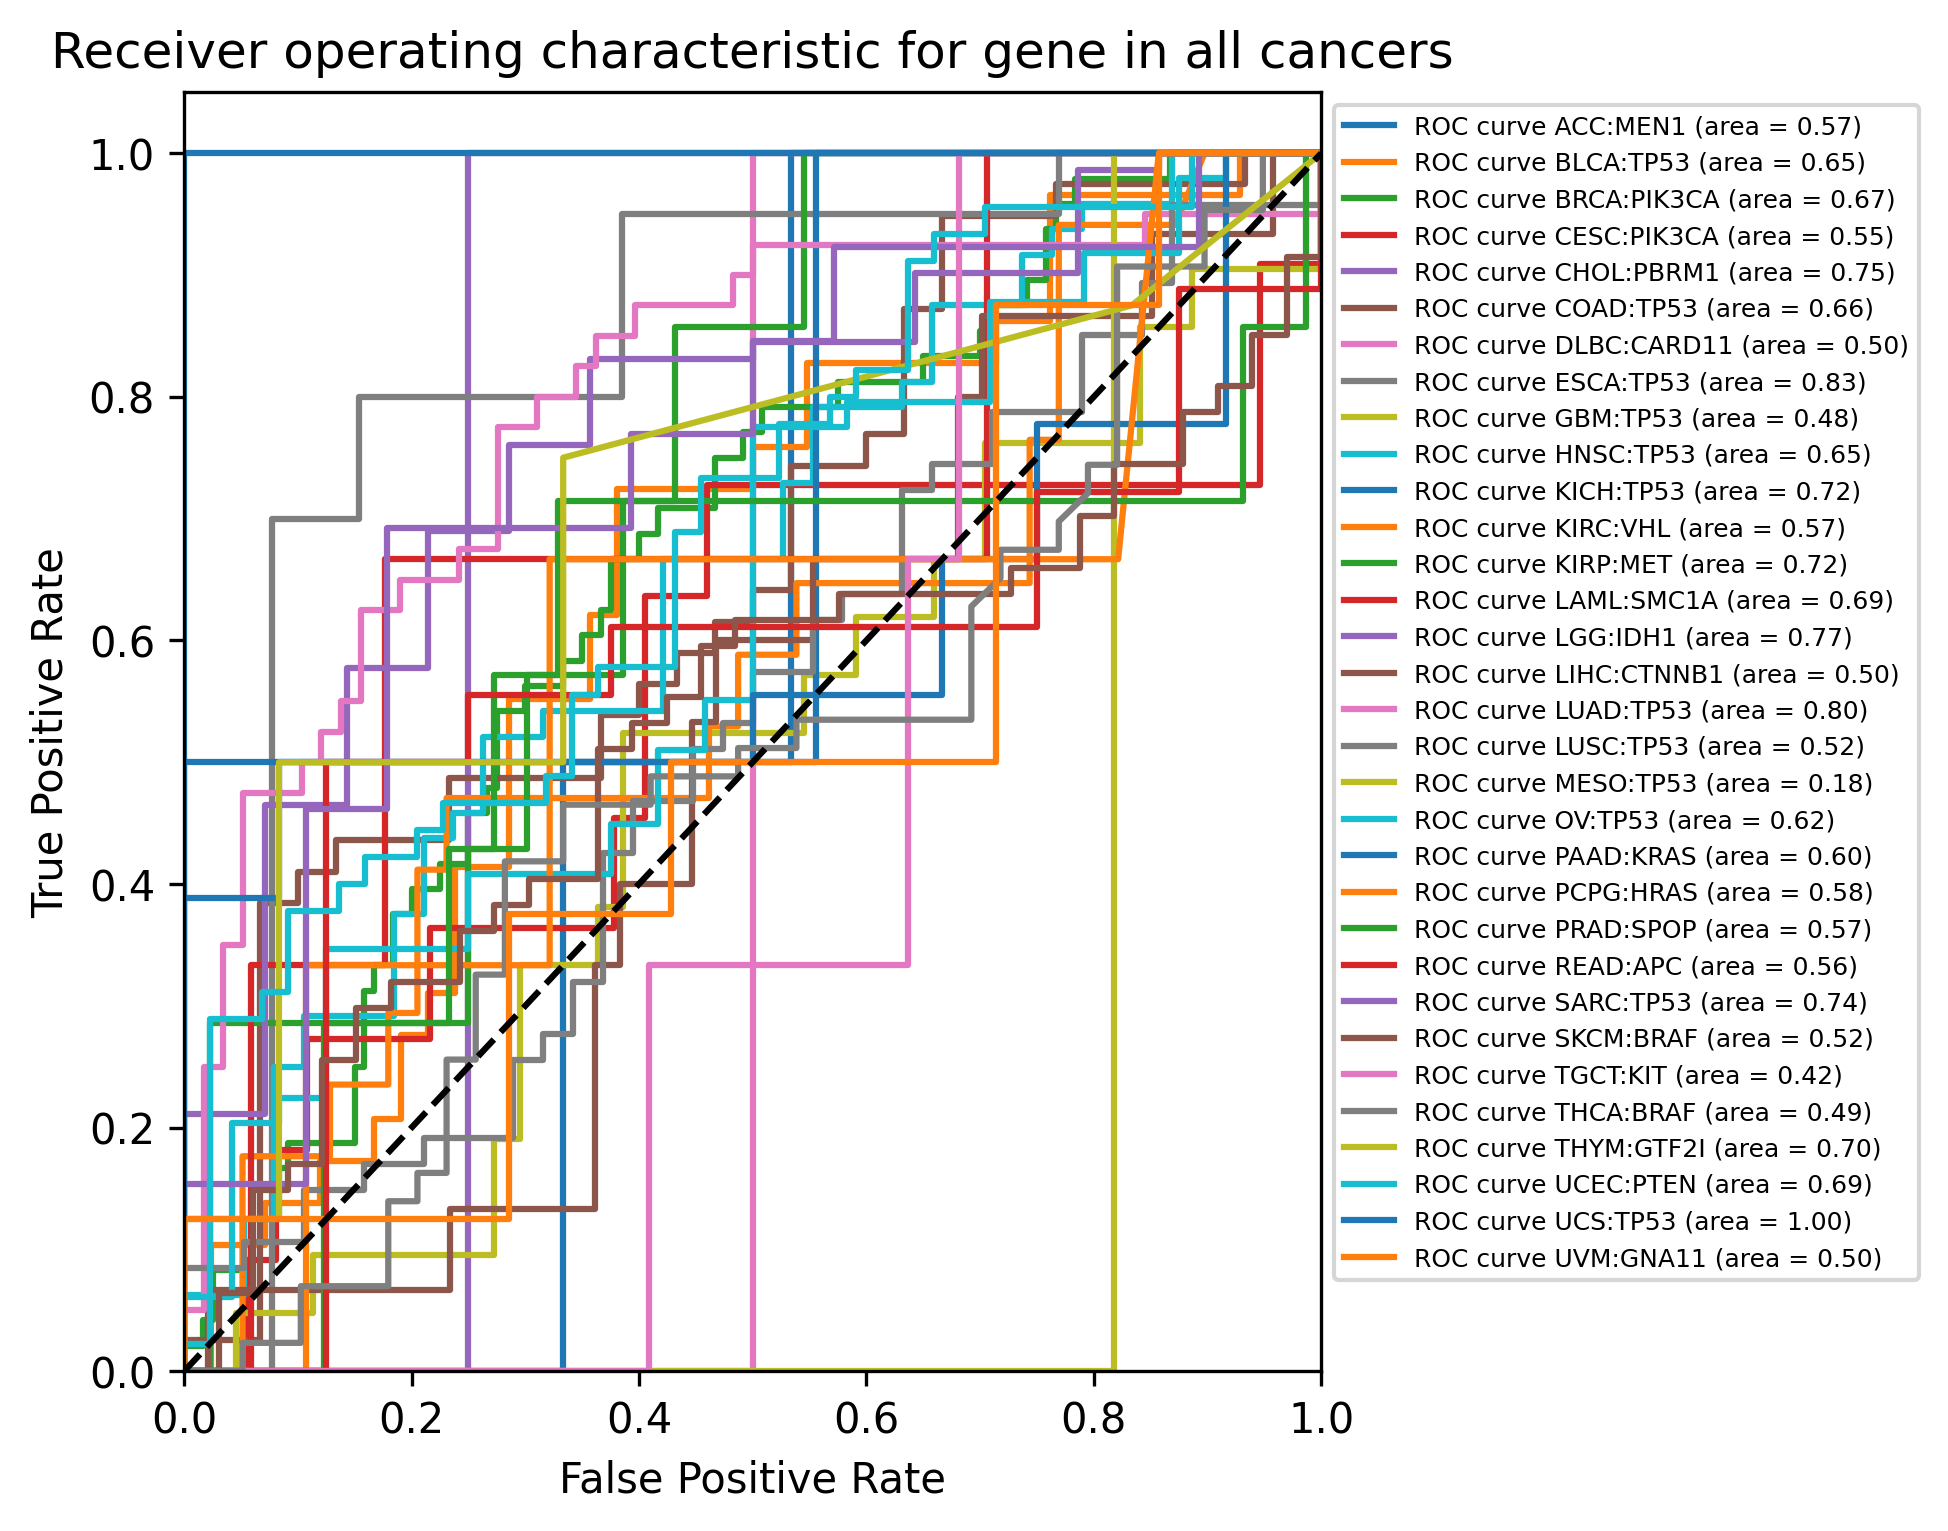 Receiver operating characteristic for gene in all cancers
True Positive Rate
1.0
0.8
0.6
0.4
0.2
0.0
0.0 0.2 0.4 0.6 0.8 1.0
False Positive Rate
ROC curve ACC:MEN1 (area = 0.57)
ROC curve BLCA:TP53 (area = 0.65)
ROC curve BRCA:PIK3CA (area = 0.67)
ROC curve CESC:PIK3CA (area = 0.55)
ROC curve CHOL:PBRM1 (area = 0.75)
ROC curve COAD:TP53 (area = 0.66)
ROC curve DLBC:CARD11 (area = 0.50)
ROC curve ESCA:TP53 (area = 0.83)
ROC curve GBM:TP53 (area = 0.48)
ROC curve HNSC:TP53 (area = 0.65)
ROC curve KICH:TP53 (area = 0.72)
ROC curve KIRC:VHL (area = 0.57)
ROC curve KIRP:MET (area = 0.72)
ROC curve LAML:SMC1A (area = 0.69)
ROC curve LGG:IDH1 (area = 0.77)
ROC curve LIHC:CTNNB1 (area = 0.50)
ROC curve LUAD:TP53 (area = 0.80)
ROC curve LUSC:TP53 (area = 0.52)
ROC curve MESO:TP53 (area = 0.18)
ROC curve OV:TP53 (area = 0.62)
ROC curve PAAD:KRAS (area = 0.60)
ROC curve PCPG:HRAS (area = 0.58)
ROC curve PRAD:SPOP (area = 0.57)
ROC curve READ:APC (area = 0.56)
ROC curve SARC:TP53 (area = 0.74)
ROC curve SKCM:BRAF (area = 0.52)
ROC curve TGCT:KIT (area = 0.42)
ROC curve THCA:BRAF (area = 0.49)
ROC curve THYM:GTF2I (area = 0.70)
ROC curve UCEC:PTEN (area = 0.69)
ROC curve UCS:TP53 (area = 1.00)
ROC curve UVM:GNA11 (area = 0.50)